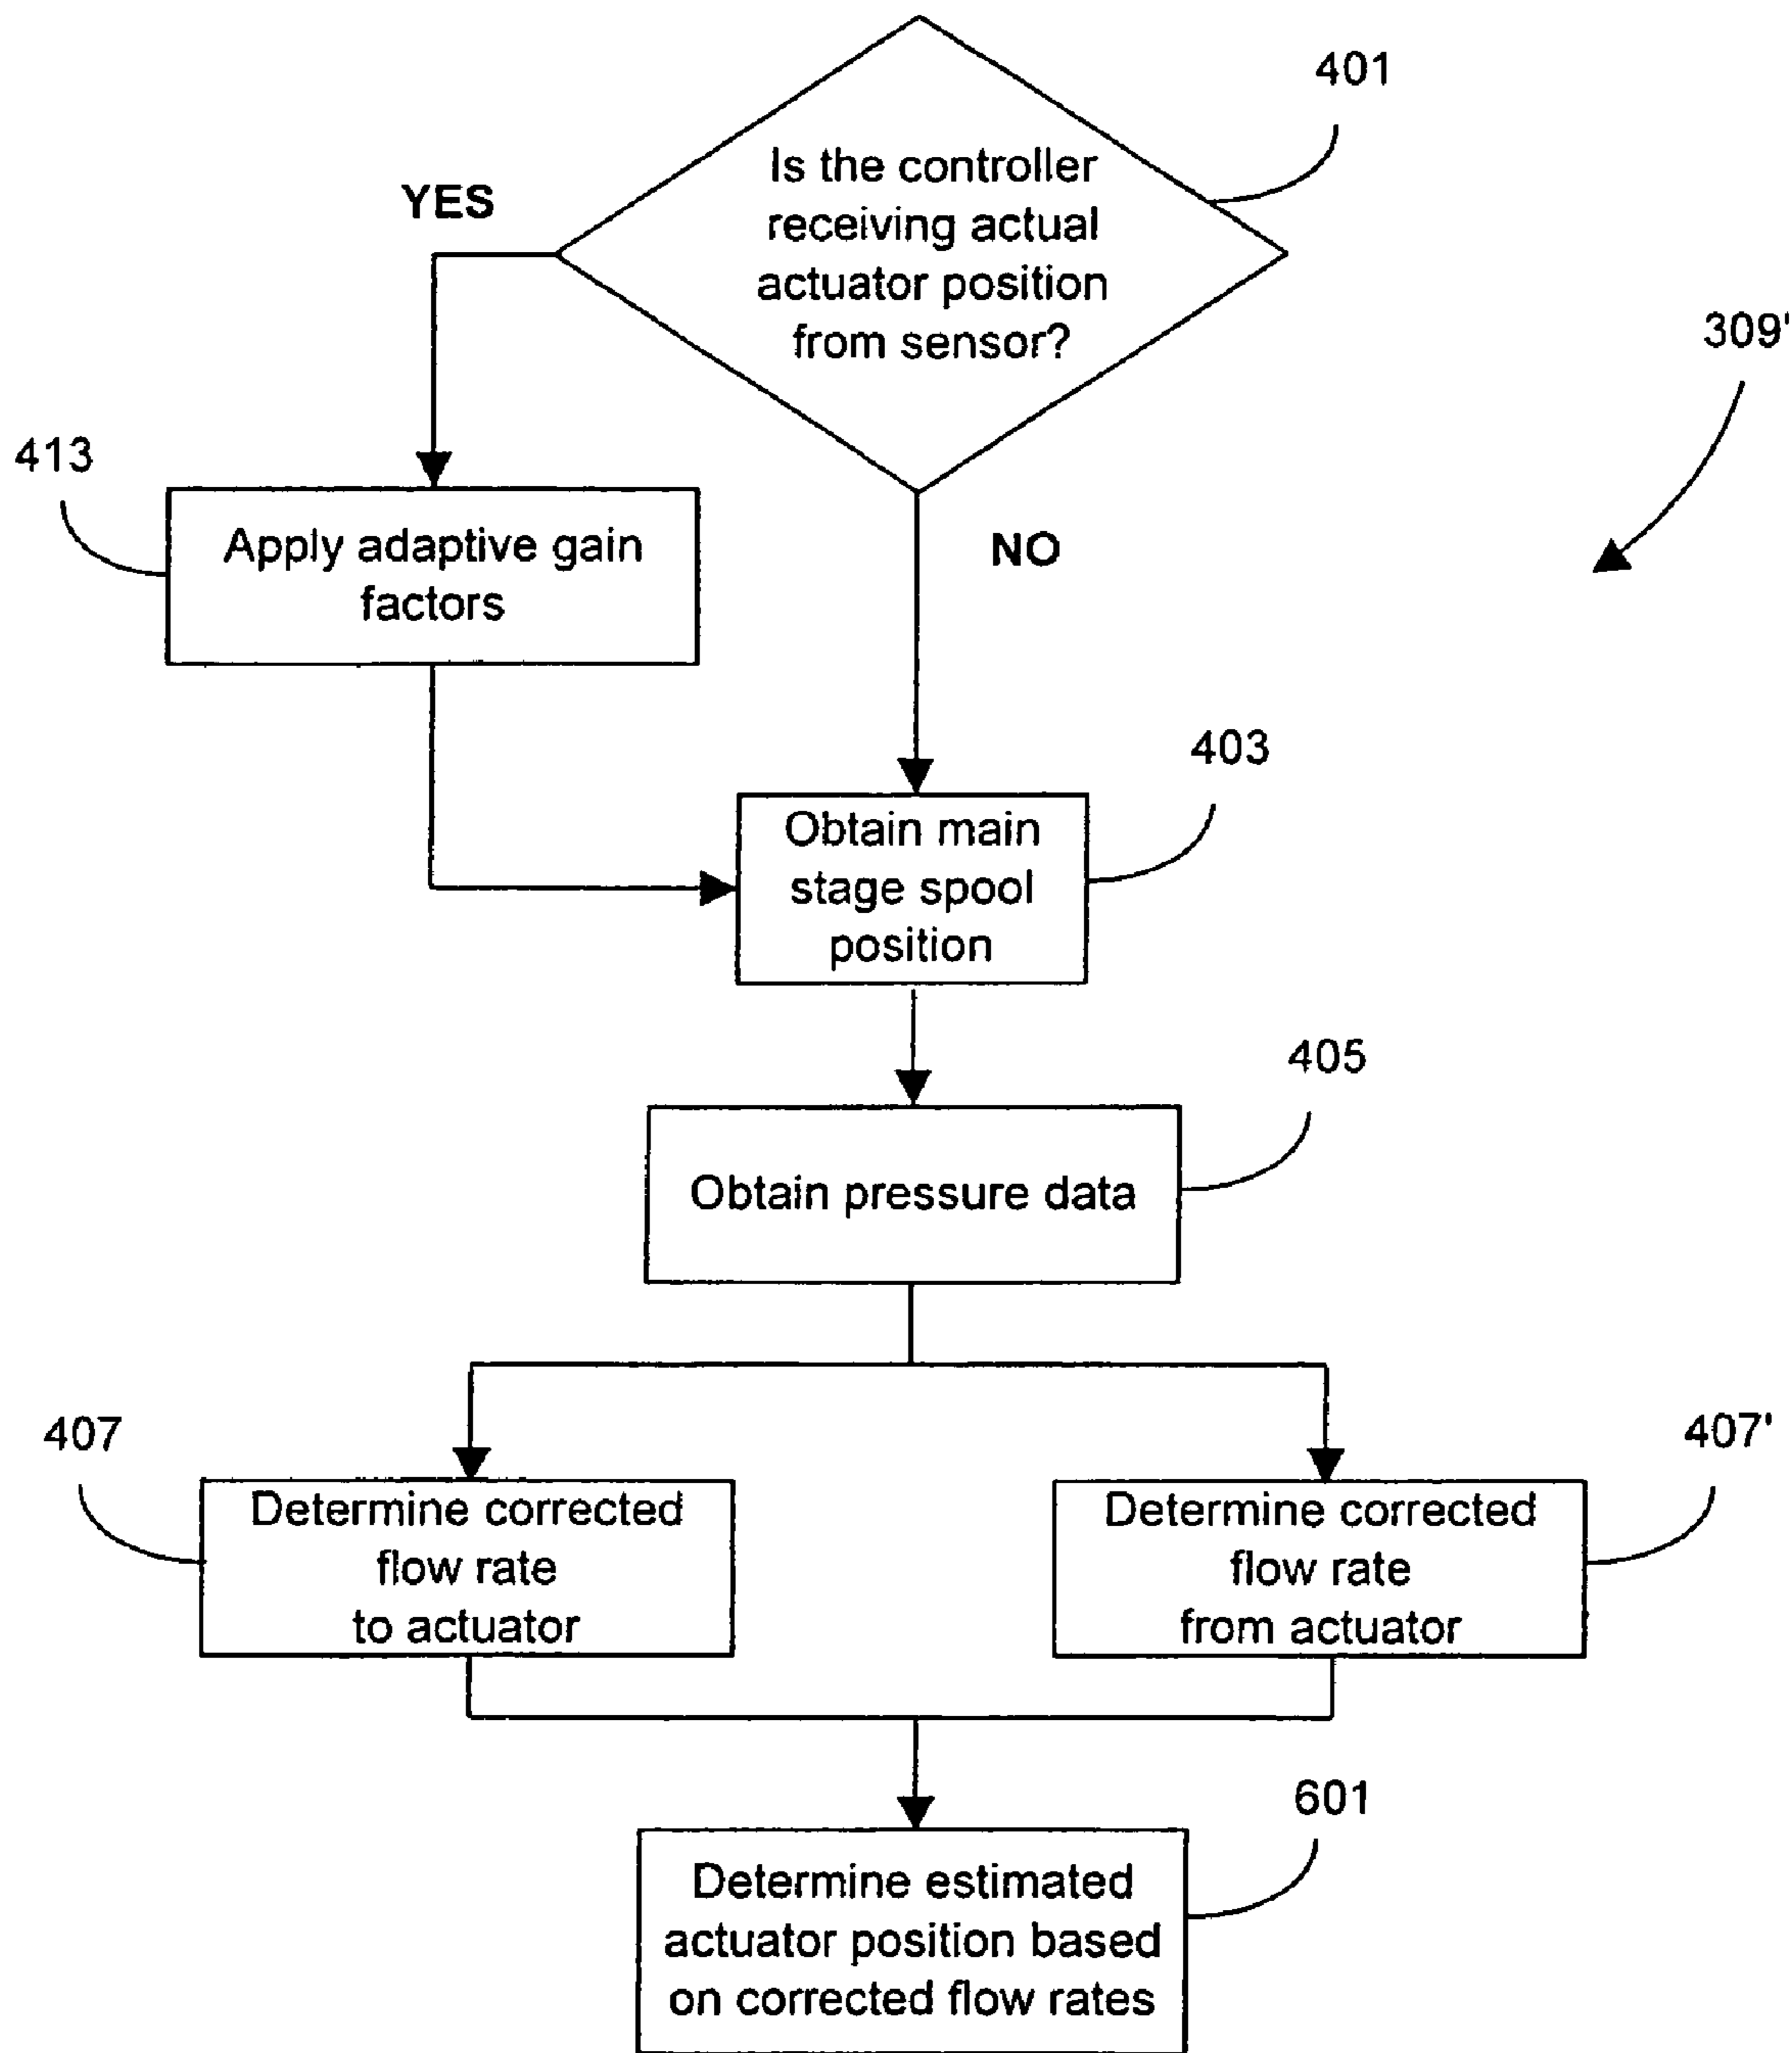 401
Is the controller
receiving actual
actuator position
from sensor?
YES
309'
413
Apply adaptive gain
factors
NO
403
Obtain main
stage spool
position
405
Obtain pressure data
407
Determine corrected
flow rate
to actuator
407'
Determine corrected
flow rate
from actuator
601
Determine estimated
actuator position based
on corrected flow rates